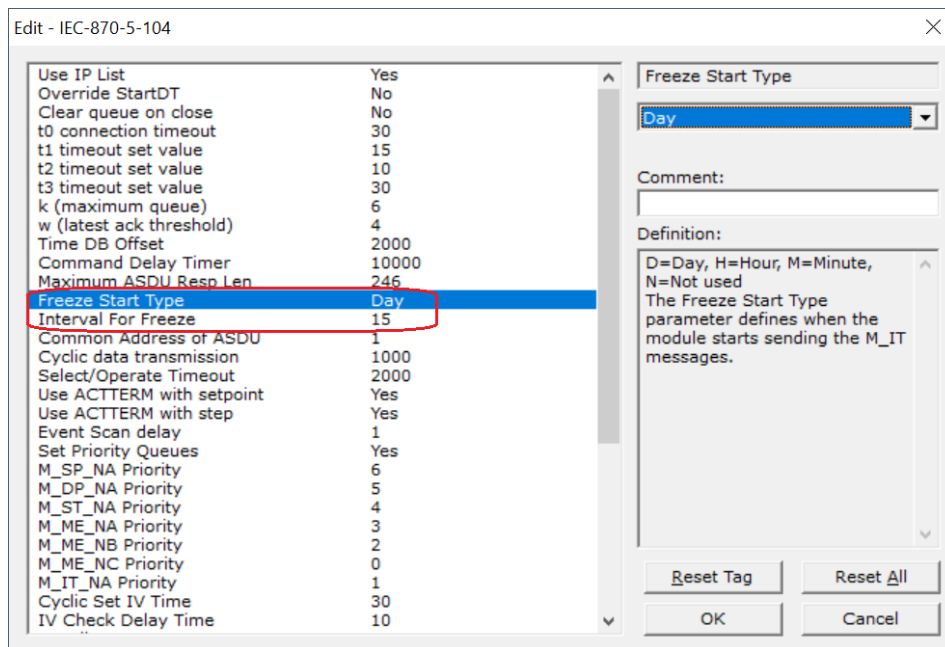 Edit - IEC-870-5-104
Use IP List Yes
Override StartDT No
Clear queue on close No
t0 connection timeout 30
t1 timeout set value 15
t2 timeout set value 10
t3 timeout set value 30
k (maximum queue) 6
w (latest ack threshold) 4
Time DB Offset 2000
Command Delay Timer 10000
Maximum ASDU Resp Len 246
Freeze Start Type Day
Interval For Freeze 15
Common Address of ASDU 1
Cyclic data transmission 1000
Select/Operate Timeout 2000
Use ACTTERM with setpoint Yes
Use ACTTERM with step Yes
Event Scan delay 1
Set Priority Queues Yes
M_SP_NA Priority 6
M_DP_NA Priority 5
M_ST_NA Priority 4
M_ME_NA Priority 3
M_ME_NB Priority 2
M_ME_NC Priority 0
M_IT_NA Priority 1
Cyclic Set IV Time 30
IV Check Delay Time 10
Freeze Start Type
Day
Comment:
Definition:
D=Day, H=Hour, M=Minute,
N=Not used
The Freeze Start Type
parameter defines when the
module starts sending the M_IT
messages.
Reset Tag
Reset All
OK
Cancel